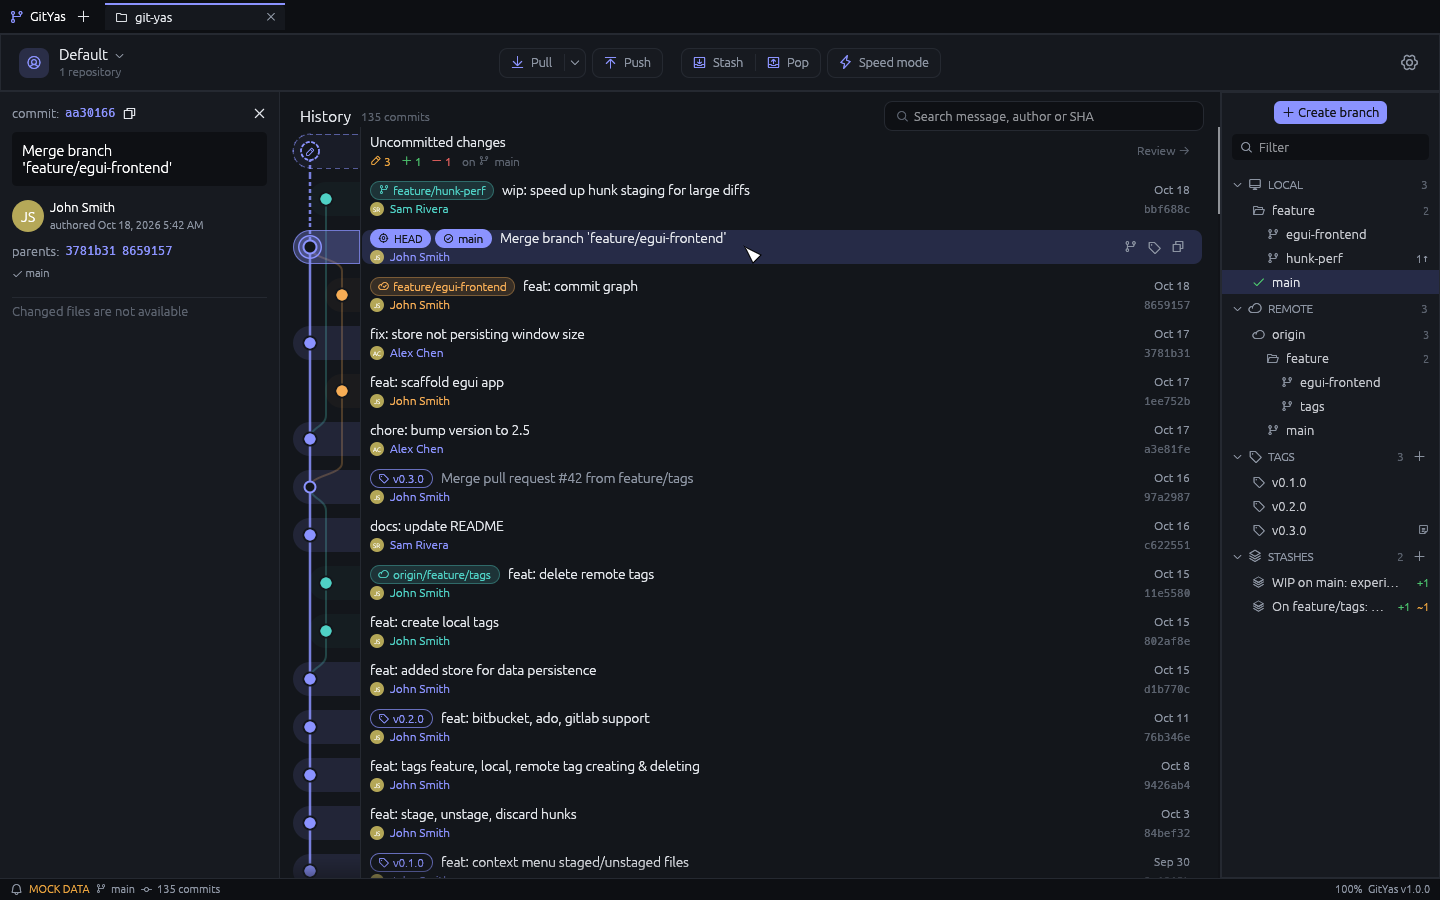 GitYas
git-yas
Default
1 repository
Pull
Push
Stash
Pop
Speed mode
commit: aa30166
Merge branch
'feature/egui-frontend'
JS
John Smith
authored Oct 18, 2026 5:42 AM
parents: 3781b31 8659157
main
Changed files are not available
History 135 commits
Search message, author or SHA
Uncommitted changes
3 +1 −1 on main
Review →
feature/hunk-perf wip: speed up hunk staging for large diffs Oct 18
SR Sam Rivera bbf688c
HEAD main Merge branch 'feature/egui-frontend'
JS John Smith
feature/egui-frontend feat: commit graph Oct 18
JS John Smith 8659157
fix: store not persisting window size Oct 17
AC Alex Chen 3781b31
feat: scaffold egui app Oct 17
JS John Smith 1ee752b
chore: bump version to 2.5 Oct 17
AC Alex Chen a3e81fe
v0.3.0 Merge pull request #42 from feature/tags Oct 16
JS John Smith 97a2987
docs: update README Oct 16
SR Sam Rivera c622551
origin/feature/tags feat: delete remote tags Oct 15
JS John Smith 11e5580
feat: create local tags Oct 15
JS John Smith 802af8e
feat: added store for data persistence Oct 15
JS John Smith d1b770c
v0.2.0 feat: bitbucket, ado, gitlab support Oct 11
JS John Smith 76b346e
feat: tags feature, local, remote tag creating & deleting Oct 8
JS John Smith 9426ab4
feat: stage, unstage, discard hunks Oct 3
JS John Smith 84bef32
v0.1.0 feat: context menu staged/unstaged files Sep 30
Create branch
Filter
LOCAL 3
feature 2
egui-frontend
hunk-perf 1↑
main
REMOTE 3
origin 3
feature 2
egui-frontend
tags
main
TAGS 3
v0.1.0
v0.2.0
v0.3.0
STASHES 2
WIP on main: experi... +1
On feature/tags: ... +1 ~1
MOCK DATA main 135 commits
100% GitYas v1.0.0